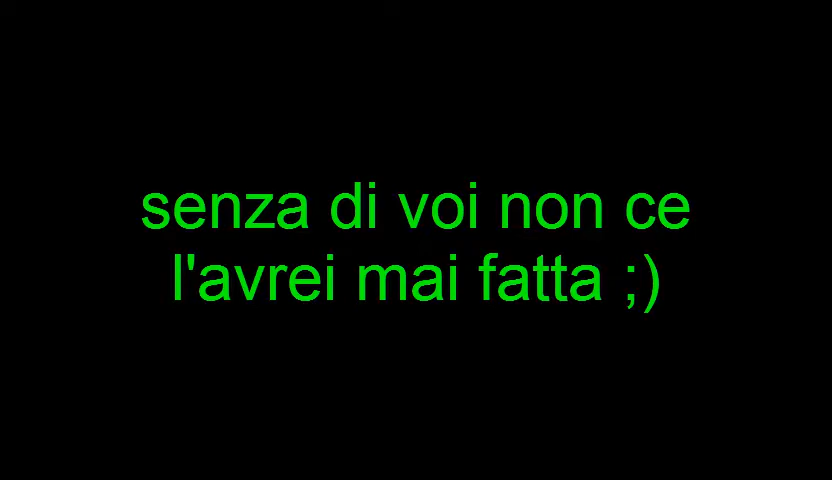 senza di voi non ce
l'avrei mai fatta ;)